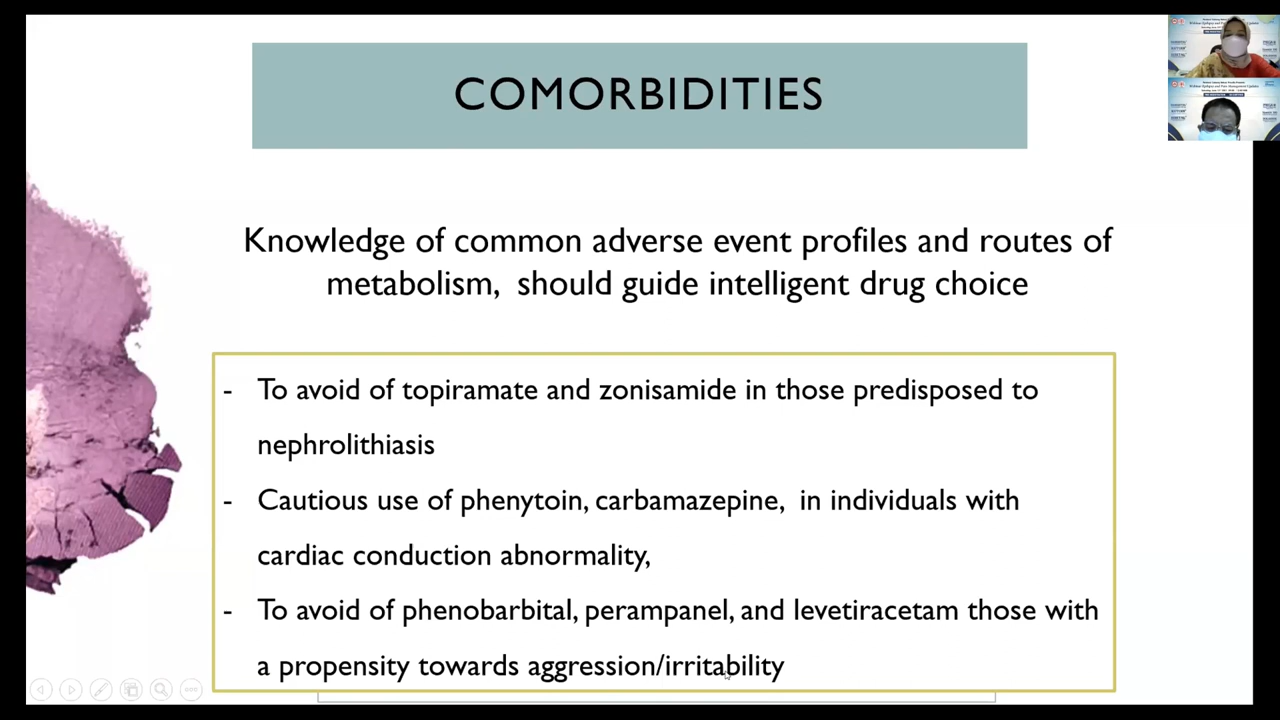 COMORBIDITIES
Knowledge of common adverse event profiles and routes of
metabolism, should guide intelligent drug choice
- To avoid of topiramate and zonisamide in those predisposed to
nephrolithiasis
- Cautious use of phenytoin, carbamazepine, in individuals with
cardiac conduction abnormality,
- To avoid of phenobarbital, perampanel, and levetiracetam those with
a propensity towards aggression/irritability